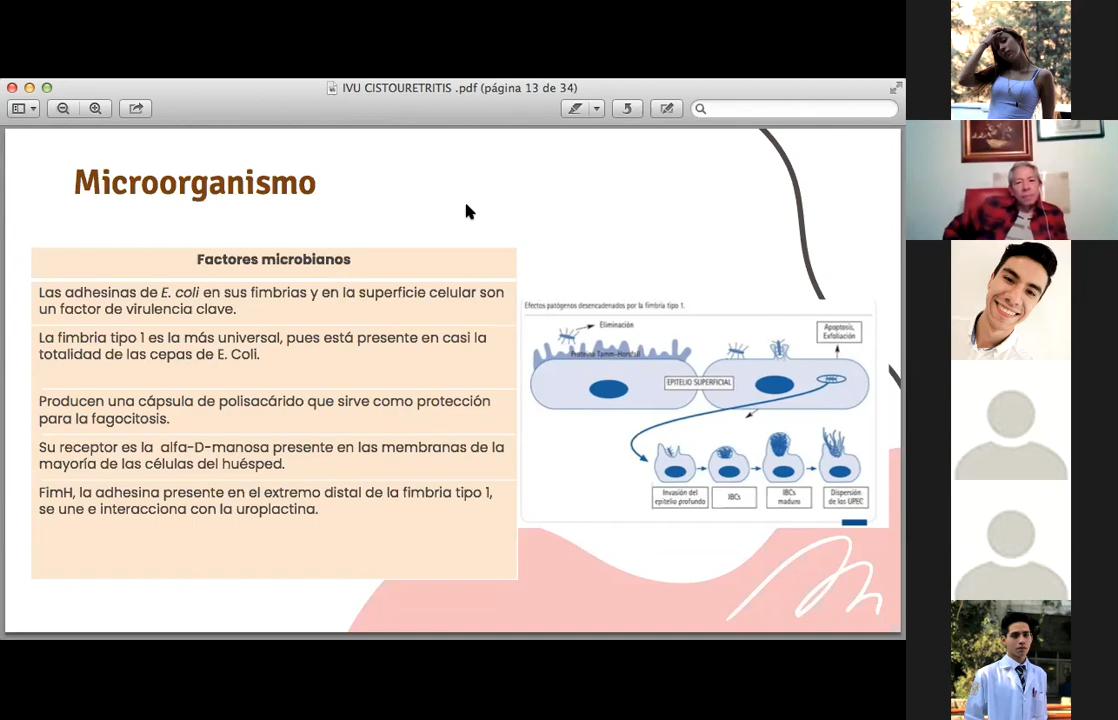 IVU CISTOURETRITIS .pdf (página 13 de 34)
Microorganismo
Factores microbianos
Las adhesinas de E. coli en sus fimbrias y en la superficie celular son
un factor de virulencia clave.
La fimbria tipo 1 es la más universal, pues está presente en casi la
totalidad de las cepas de E. Coli.
Producen una cápsula de polisacárido que sirve como protección
para la fagocitosis.
Su receptor es la alfa-D-manosa presente en las membranas de la
mayoría de las células del huésped.
FimH, la adhesina presente en el extremo distal de la fimbria tipo 1,
se une e interacciona con la uroplactina.
Efectos patógenos desencadenados por la fimbria tipo 1.
Eliminación
Proteína Tamm-Horsfall
Apoptosis,
Exfoliación
EPITELIO SUPERFICIAL
Invasión del
epitelio profundo
IBCs
IBCs
maduro
Dispersión
de las UPEC